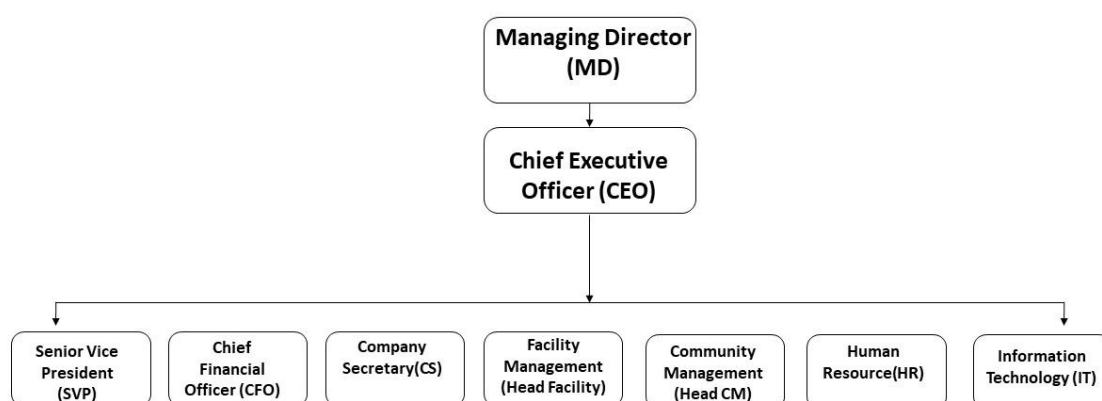 Managing Director
(MD)
Chief Executive
Officer (CEO)
Senior Vice
President
(SVP)
Chief
Financial
Officer (CFO)
Company
Secretary(CS)
Facility
Management
(Head Facility)
Community
Management
(Head CM)
Human
Resource(HR)
Information
Technology (IT)